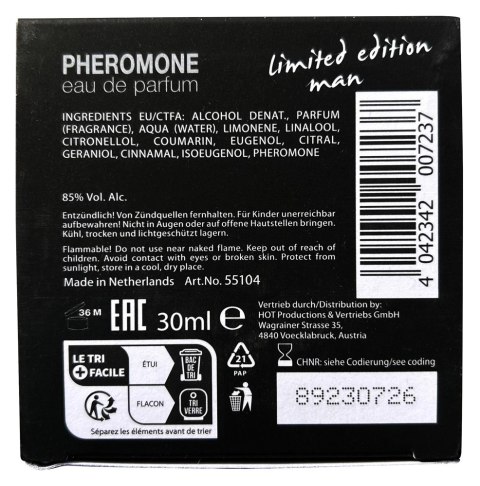 PHEROMONE
eau de parfum
limited edition
man
INGREDIENTS EU/CTFA: ALCOHOL DENAT., PARFUM
(FRAGRANCE), AQUA (WATER), LIMONENE, LINALOOL,
CITRONELLOL, COUMARIN, EUGENOL, CITRAL,
GERANIOL, CINNAMAL, ISOEUGENOL, PHEROMONE
85% Vol. Alc.
Entzündlich! Von Zündquellen fernhalten. Für Kinder unerreichbar
aufbewahren! Nicht in Augen oder auf offene Hautstellen bringen.
Kühl, trocken und lichtgeschützt lagern.
Flammable! Do not use near naked flame. Keep out of reach of
children. Avoid contact with eyes or broken skin. Protect from
sunlight, store in a cool, dry place.
Made in Netherlands Art.No. 55104
4 042342 007237
36 M
EAC
30ml e
Vertrieb durch/Distribution by:
HOT Productions & Vertriebs GmbH
Wagrainer Strasse 35,
4840 Voecklabruck, Austria
LE TRI
+ FACILE
ÉTUI
BAC
DE
TRI
FLACON
TRI
VERRE
Séparez les éléments avant de trier
21
PAP
CHNR: siehe Codierung/see coding
89230726